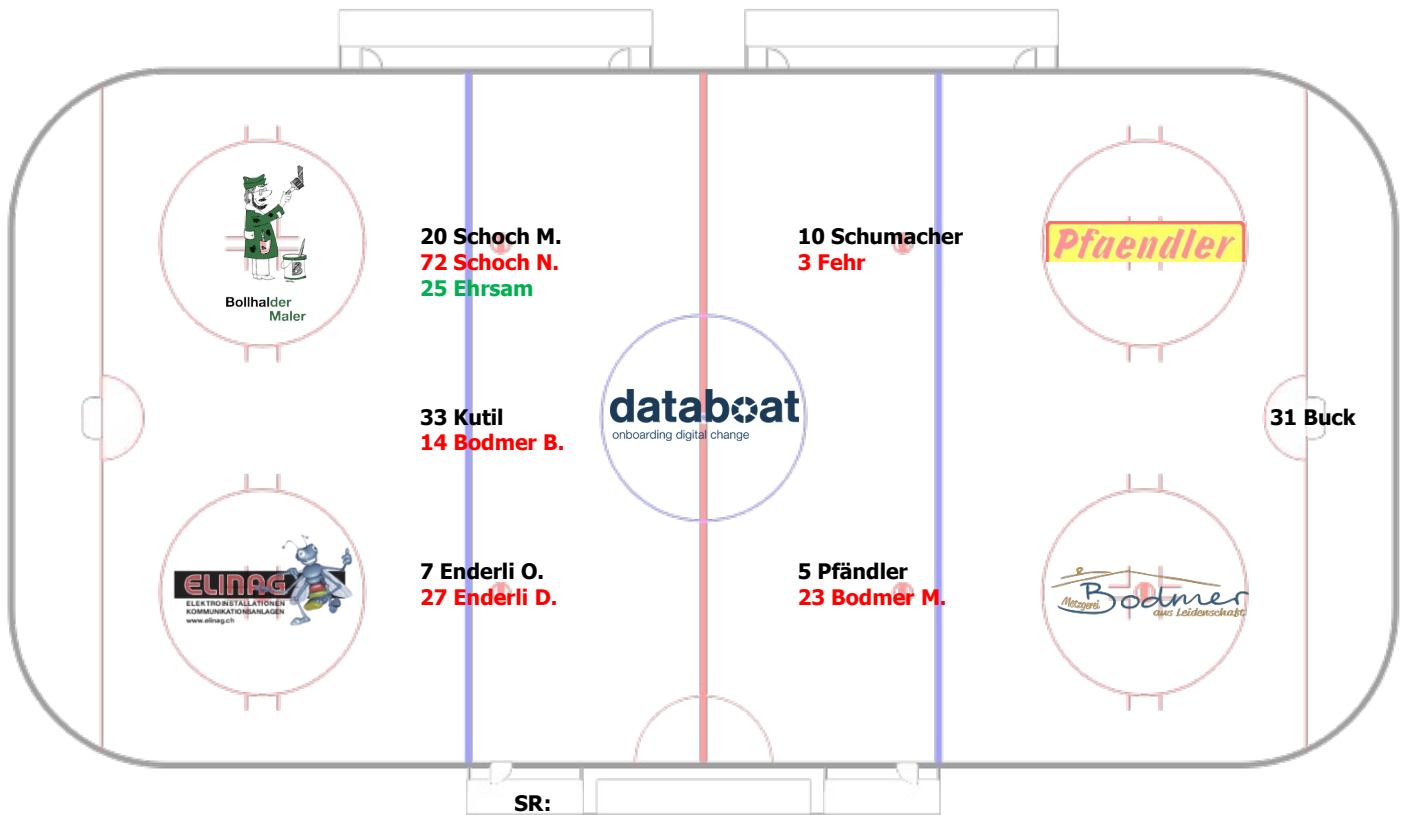 20 Schoch M.
72 Schoch N.
25 Ehrsam
10 Schumacher
3 Fehr
Pfaendler
B
Bollhalder
Maler
33 Kutil
14 Bodmer B.
databoat
onboarding digital change
31 Buck
7 Enderli O.
27 Enderli D.
5 Pfändler
23 Bodmer M.
ELINAG
ELEKTROINSTALLATIONEN
KOMMUNIKATIONSANLAGEN
www.elinag.ch
Metzgerei
Bodmer
aus Leidenschaft
SR: